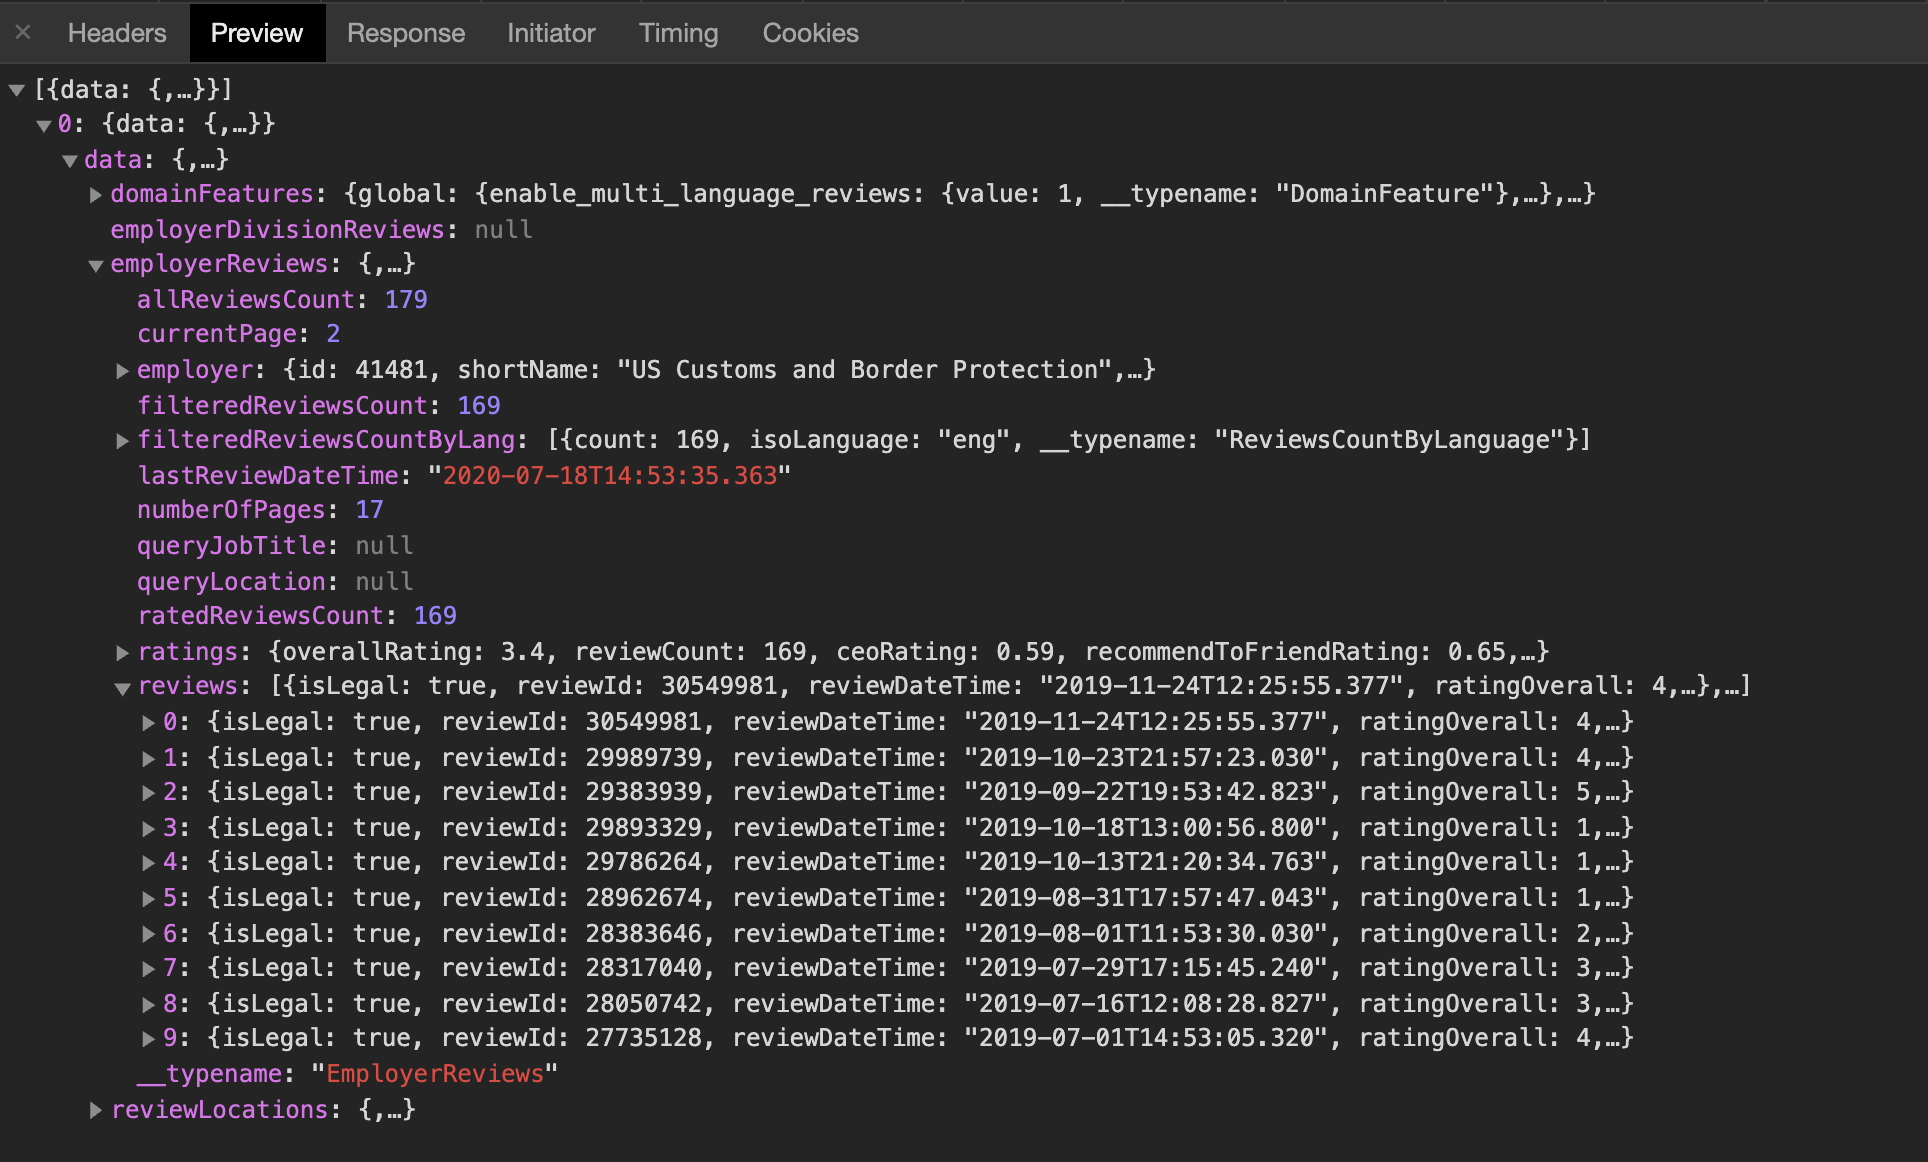 × Headers Preview Response Initiator Timing Cookies
▼ [{data: {,…}}]
▼ 0: {data: {,…}}
▼ data: {,…}
▶ domainFeatures: {global: {enable_multi_language_reviews: {value: 1, __typename: "DomainFeature"},…},…}
employerDivisionReviews: null
▼ employerReviews: {,…}
allReviewsCount: 179
currentPage: 2
▶ employer: {id: 41481, shortName: "US Customs and Border Protection",…}
filteredReviewsCount: 169
▶ filteredReviewsCountByLang: [{count: 169, isoLanguage: "eng", __typename: "ReviewsCountByLanguage"}]
lastReviewDateTime: "2020-07-18T14:53:35.363"
numberOfPages: 17
queryJobTitle: null
queryLocation: null
ratedReviewsCount: 169
▶ ratings: {overallRating: 3.4, reviewCount: 169, ceoRating: 0.59, recommendToFriendRating: 0.65,…}
▼ reviews: [{isLegal: true, reviewId: 30549981, reviewDateTime: "2019-11-24T12:25:55.377", ratingOverall: 4,…},…]
▶ 0: {isLegal: true, reviewId: 30549981, reviewDateTime: "2019-11-24T12:25:55.377", ratingOverall: 4,…}
▶ 1: {isLegal: true, reviewId: 29989739, reviewDateTime: "2019-10-23T21:57:23.030", ratingOverall: 4,…}
▶ 2: {isLegal: true, reviewId: 29383939, reviewDateTime: "2019-09-22T19:53:42.823", ratingOverall: 5,…}
▶ 3: {isLegal: true, reviewId: 29893329, reviewDateTime: "2019-10-18T13:00:56.800", ratingOverall: 1,…}
▶ 4: {isLegal: true, reviewId: 29786264, reviewDateTime: "2019-10-13T21:20:34.763", ratingOverall: 1,…}
▶ 5: {isLegal: true, reviewId: 28962674, reviewDateTime: "2019-08-31T17:57:47.043", ratingOverall: 1,…}
▶ 6: {isLegal: true, reviewId: 28383646, reviewDateTime: "2019-08-01T11:53:30.030", ratingOverall: 2,…}
▶ 7: {isLegal: true, reviewId: 28317040, reviewDateTime: "2019-07-29T17:15:45.240", ratingOverall: 3,…}
▶ 8: {isLegal: true, reviewId: 28050742, reviewDateTime: "2019-07-16T12:08:28.827", ratingOverall: 3,…}
▶ 9: {isLegal: true, reviewId: 27735128, reviewDateTime: "2019-07-01T14:53:05.320", ratingOverall: 4,…}
__typename: "EmployerReviews"
▶ reviewLocations: {,…}